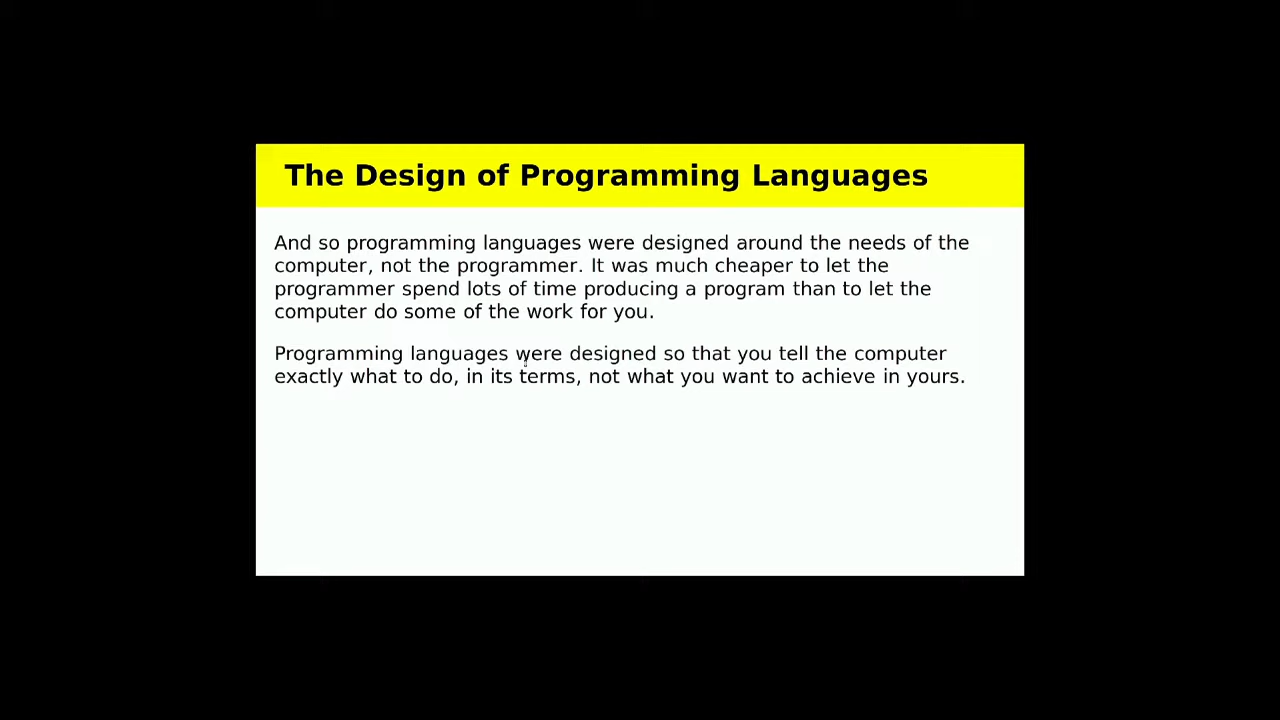 The Design of Programming Languages
And so programming languages were designed around the needs of the
computer, not the programmer. It was much cheaper to let the
programmer spend lots of time producing a program than to let the
computer do some of the work for you.
Programming languages were designed so that you tell the computer
exactly what to do, in its terms, not what you want to achieve in yours.